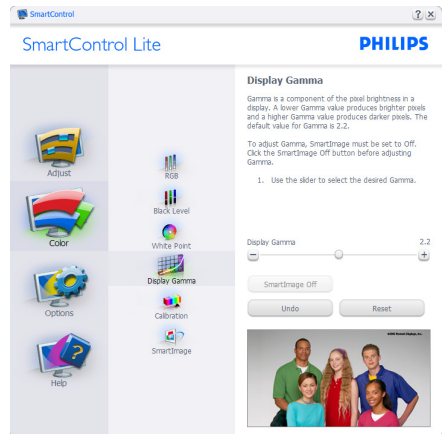 SmartControl
? x
SmartControl Lite
PHILIPS
Adjust
Color
Options
Help
RGB
Black Level
White Point
Display Gamma
Calibration
SmartImage
Display Gamma
Gamma is a component of the pixel brightness in a
display. A lower Gamma value produces brighter pixels
and a higher Gamma value produces darker pixels. The
default value for Gamma is 2.2.
To adjust Gamma, SmartImage must be set to Off.
Click the SmartImage Off button before adjusting
Gamma.
1. Use the slider to select the desired Gamma.
Display Gamma 2.2
SmartImage Off
Undo Reset